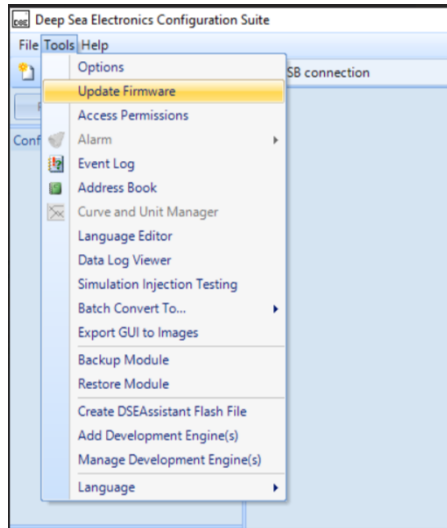 DSE Deep Sea Electronics Configuration Suite
File Tools Help
Options
SB connection
Update Firmware
Access Permissions
Conf
Alarm
Event Log
Address Book
Curve and Unit Manager
Language Editor
Data Log Viewer
Simulation Injection Testing
Batch Convert To...
Export GUI to Images
Backup Module
Restore Module
Create DSEAssistant Flash File
Add Development Engine(s)
Manage Development Engine(s)
Language